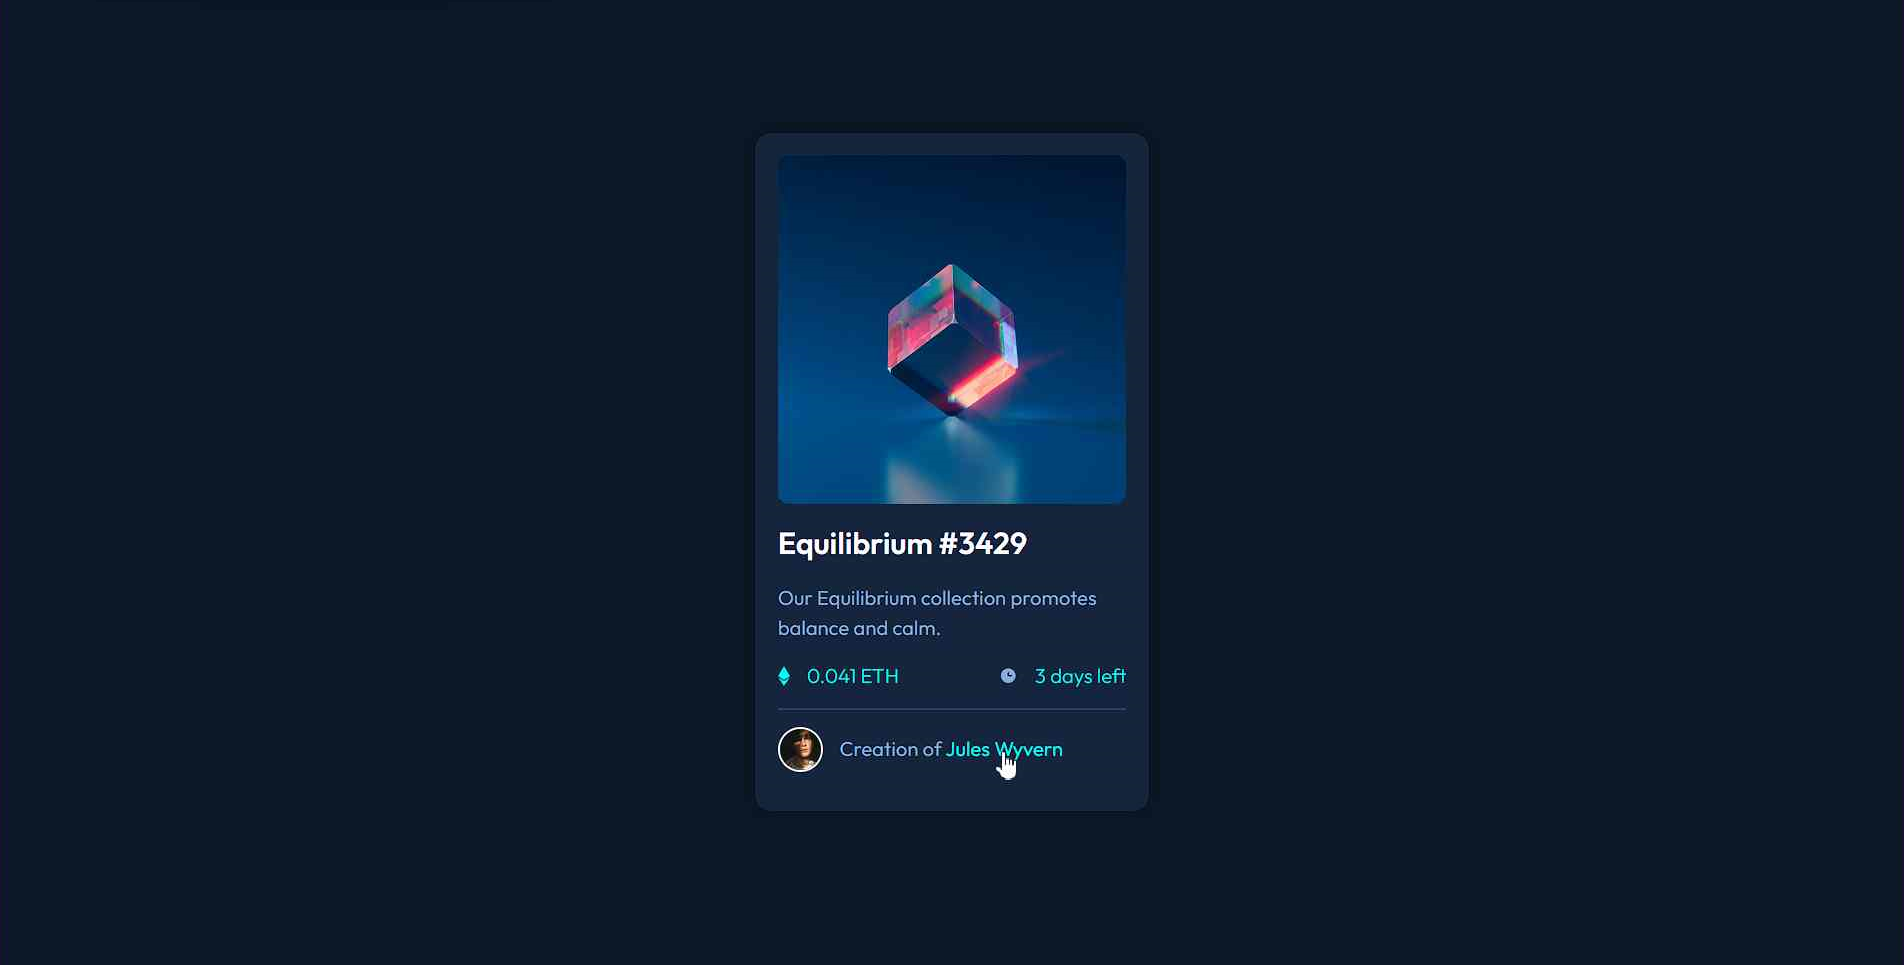 Equilibrium #3429
Our Equilibrium collection promotes
balance and calm.
0.041 ETH 3 days left
Creation of Jules Wyvern